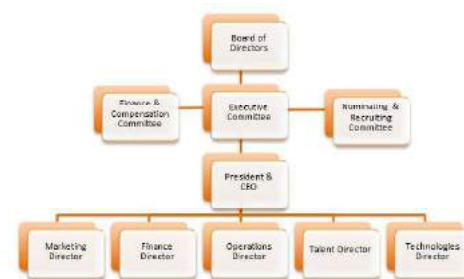 Board of
Directors
Finance &
Compensation
Committee
Executive
Committee
Nominating &
Recruiting
Committee
President &
CEO
Marketing
Director
Finance
Director
Operations
Director
Talent Director
Technologies
Director